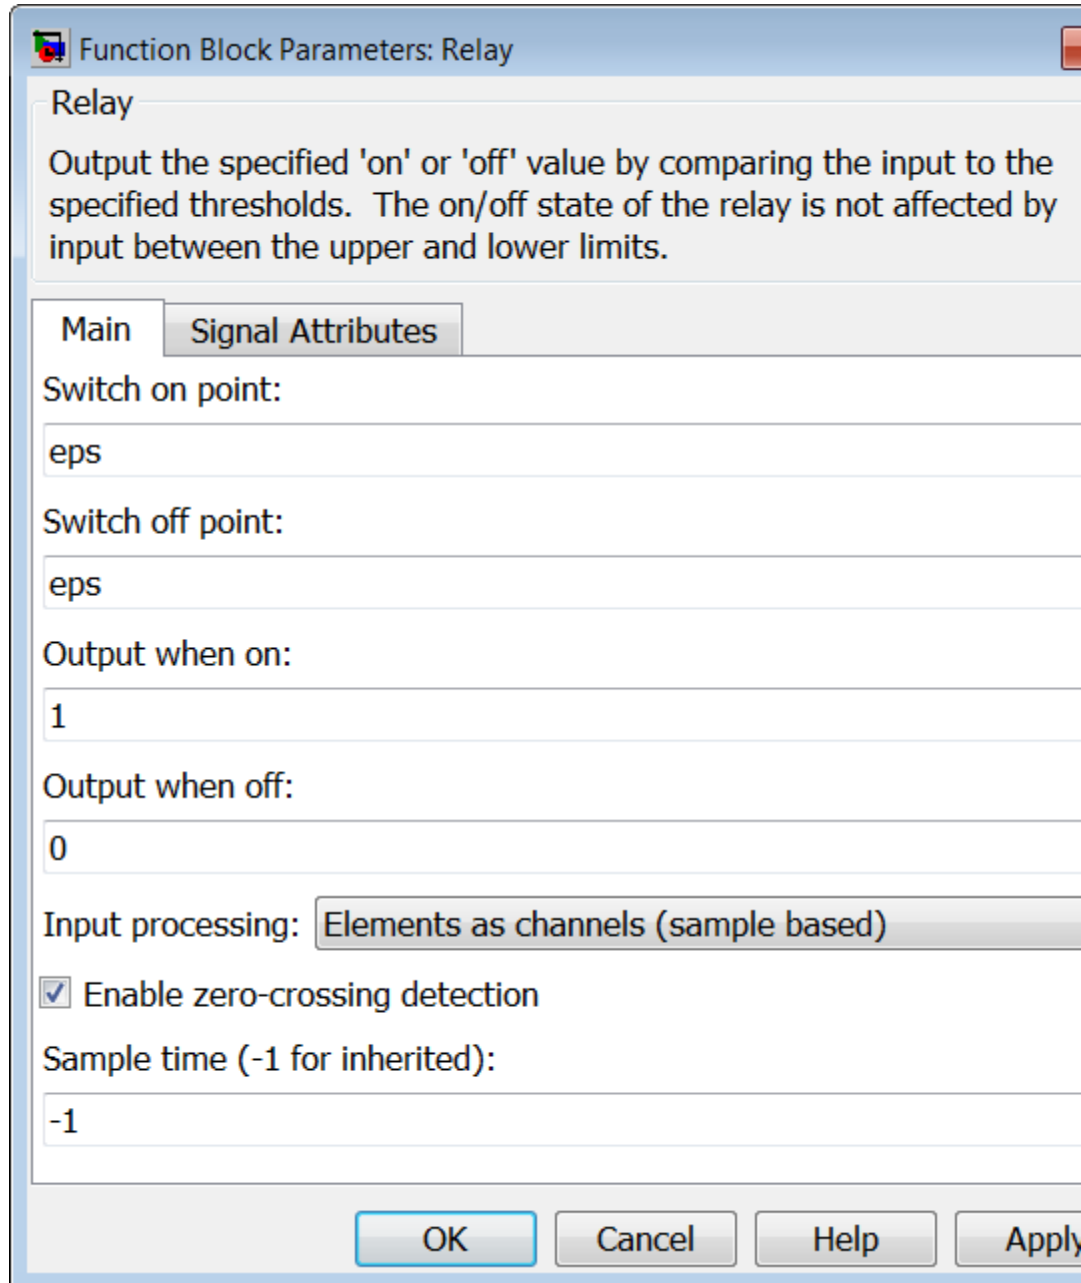 Function Block Parameters: Relay
Relay
Output the specified 'on' or 'off' value by comparing the input to the
specified thresholds.  The on/off state of the relay is not affected by
input between the upper and lower limits.
Main
Signal Attributes
Switch on point:
eps
Switch off point:
eps
Output when on:
1
Output when off:
0
Input processing: Elements as channels (sample based)
Enable zero-crossing detection
Sample time (-1 for inherited):
-1
OK
Cancel
Help
Apply